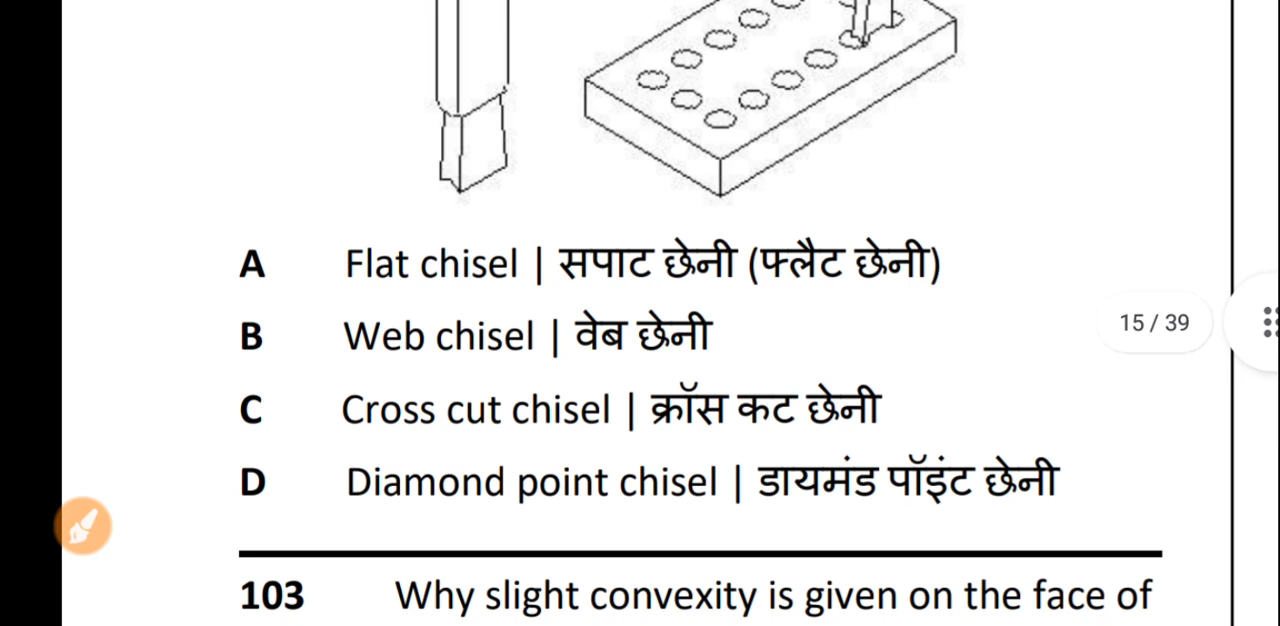 A Flat chisel | सपाट छेनी (फ्लैट छेनी)
B Web chisel | वेब छेनी
15 / 39
C Cross cut chisel | क्रॉस कट छेनी
D Diamond point chisel | डायमंड पॉइंट छेनी
103 Why slight convexity is given on the face of